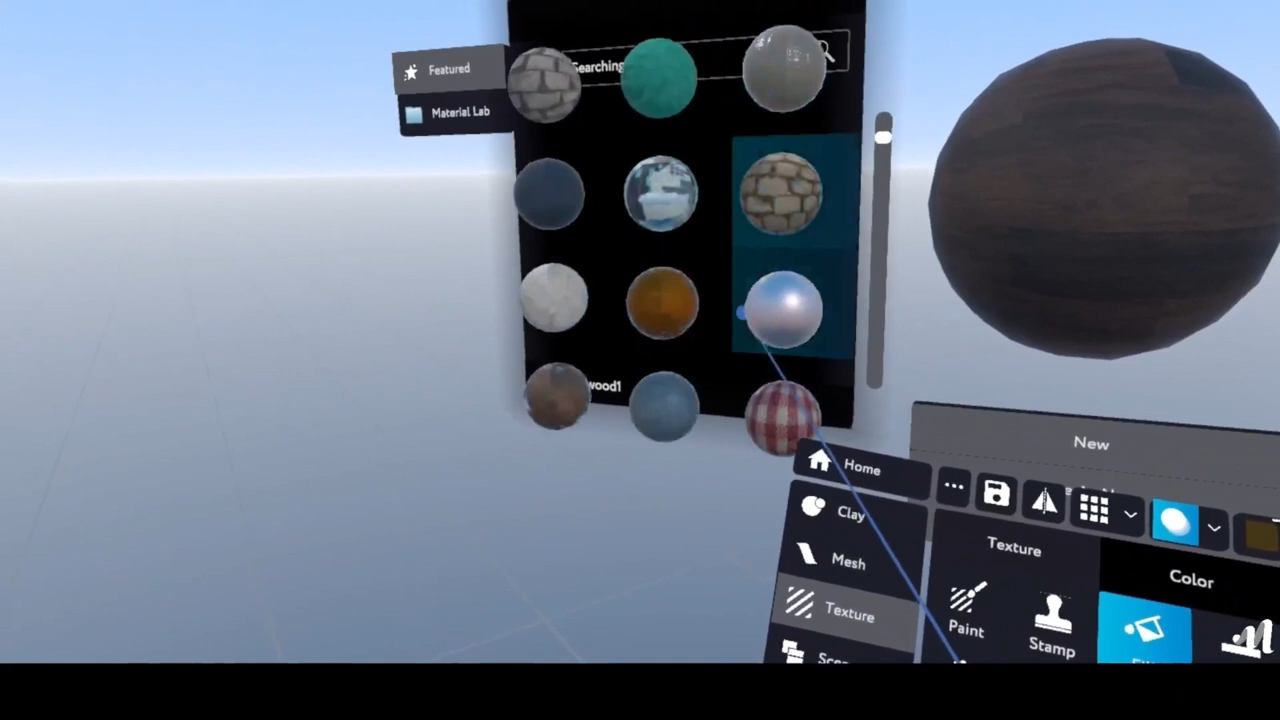 Featured
Searching
Material Lab
wood1
New
Home
Clay
Mesh
Texture
Texture
Paint
Stamp
Color